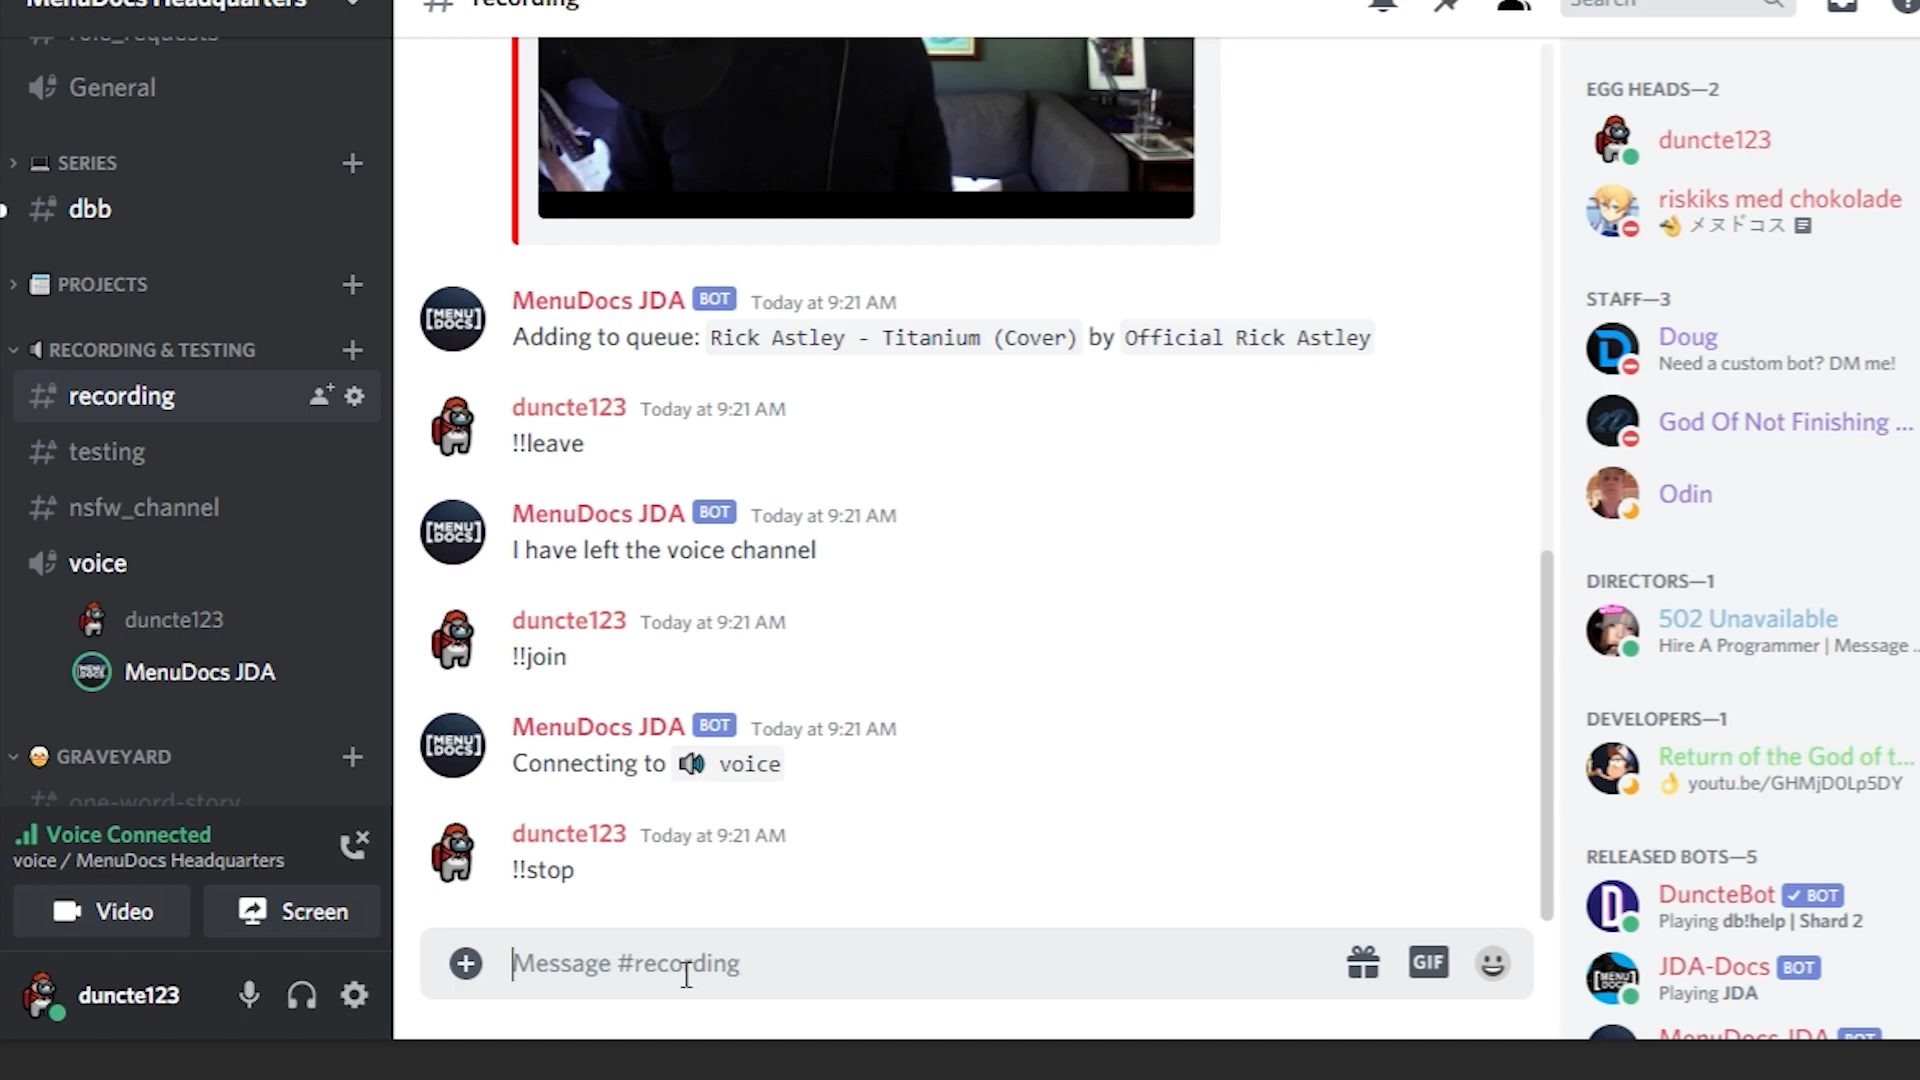 MenuDocs Headquarters
role_requests
General
SERIES
dbb
PROJECTS
RECORDING & TESTING
recording
testing
nsfw_channel
voice
duncte123
MenuDocs JDA
GRAVEYARD
one-word-story
Voice Connected
voice / MenuDocs Headquarters
Video
Screen
duncte123
recording
Search
MenuDocs JDA BOT Today at 9:21 AM
Adding to queue: Rick Astley - Titanium (Cover) by Official Rick Astley
duncte123 Today at 9:21 AM
!!leave
MenuDocs JDA BOT Today at 9:21 AM
I have left the voice channel
duncte123 Today at 9:21 AM
!!join
MenuDocs JDA BOT Today at 9:21 AM
Connecting to 🔊 voice
duncte123 Today at 9:21 AM
!!stop
Message #recording
GIF
EGG HEADS—2
duncte123
riskiks med chokolade
メヌドコス
STAFF—3
Doug
Need a custom bot? DM me!
God Of Not Finishing ...
Odin
DIRECTORS—1
502 Unavailable
Hire A Programmer | Message ..
DEVELOPERS—1
Return of the God of t...
👌 youtu.be/GHMjD0Lp5DY
RELEASED BOTS—5
DuncteBot ✓ BOT
Playing db!help | Shard 2
JDA-Docs BOT
Playing JDA
MenuDocs JDA BOT